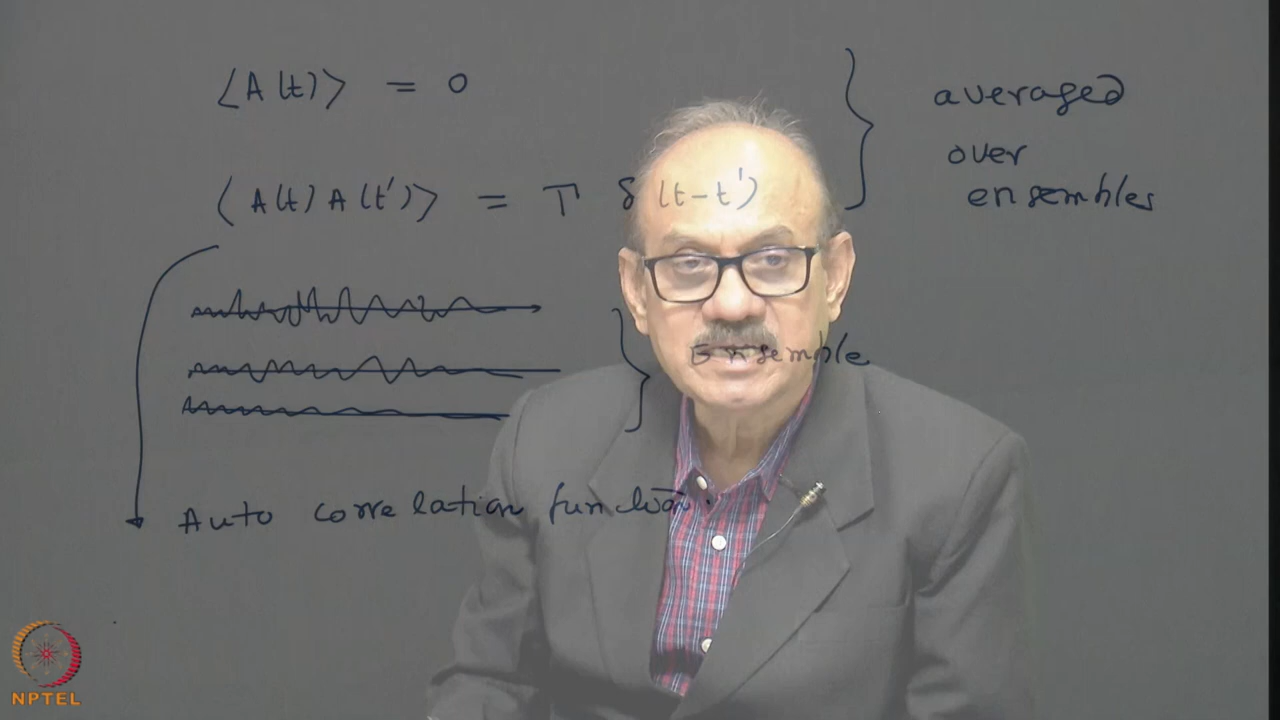 ⟨A(t)⟩ = 0
⟨A(t) A(t')⟩ = Γ δ(t-t')
averaged
over
ensembles
Ensemble
Auto correlation function.
NPTEL